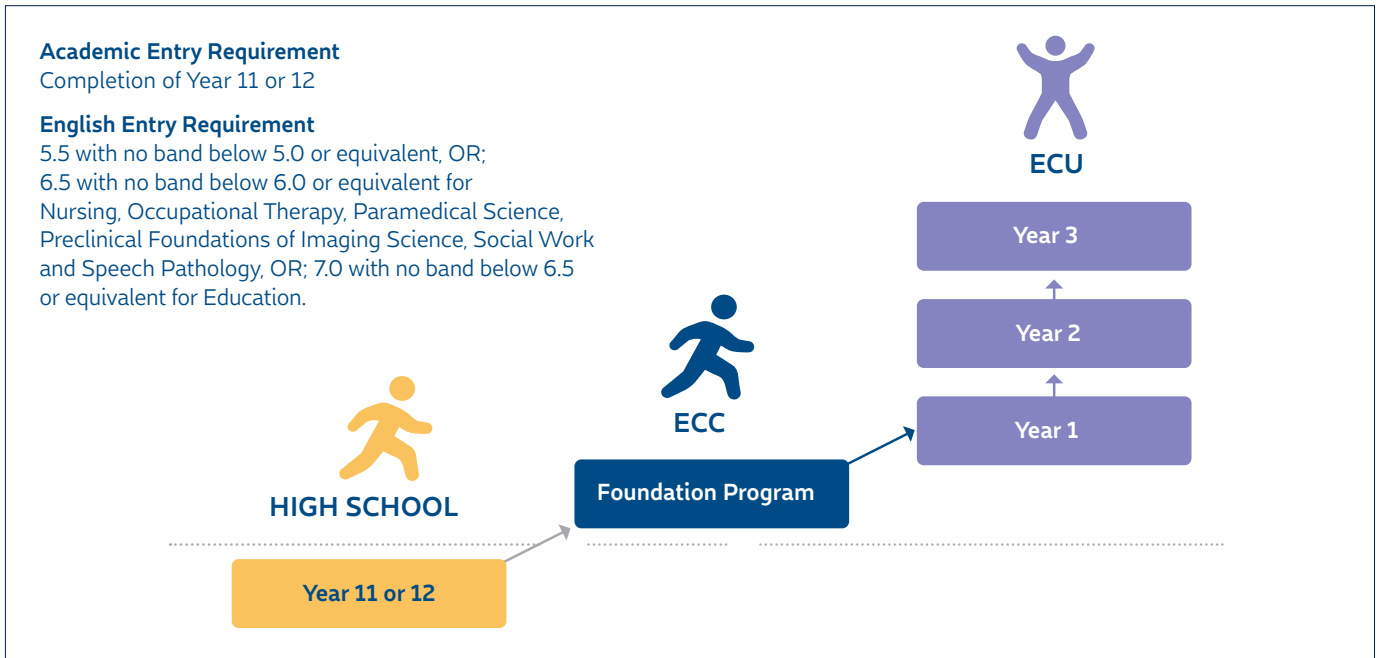 Academic Entry Requirement
Completion of Year 11 or 12
English Entry Requirement
5.5 with no band below 5.0 or equivalent, OR;
6.5 with no band below 6.0 or equivalent for
Nursing, Occupational Therapy, Paramedical Science,
Preclinical Foundations of Imaging Science, Social Work
and Speech Pathology, OR; 7.0 with no band below 6.5
or equivalent for Education.
HIGH SCHOOL
Year 11 or 12
ECC
Foundation Program
ECU
Year 3
Year 2
Year 1